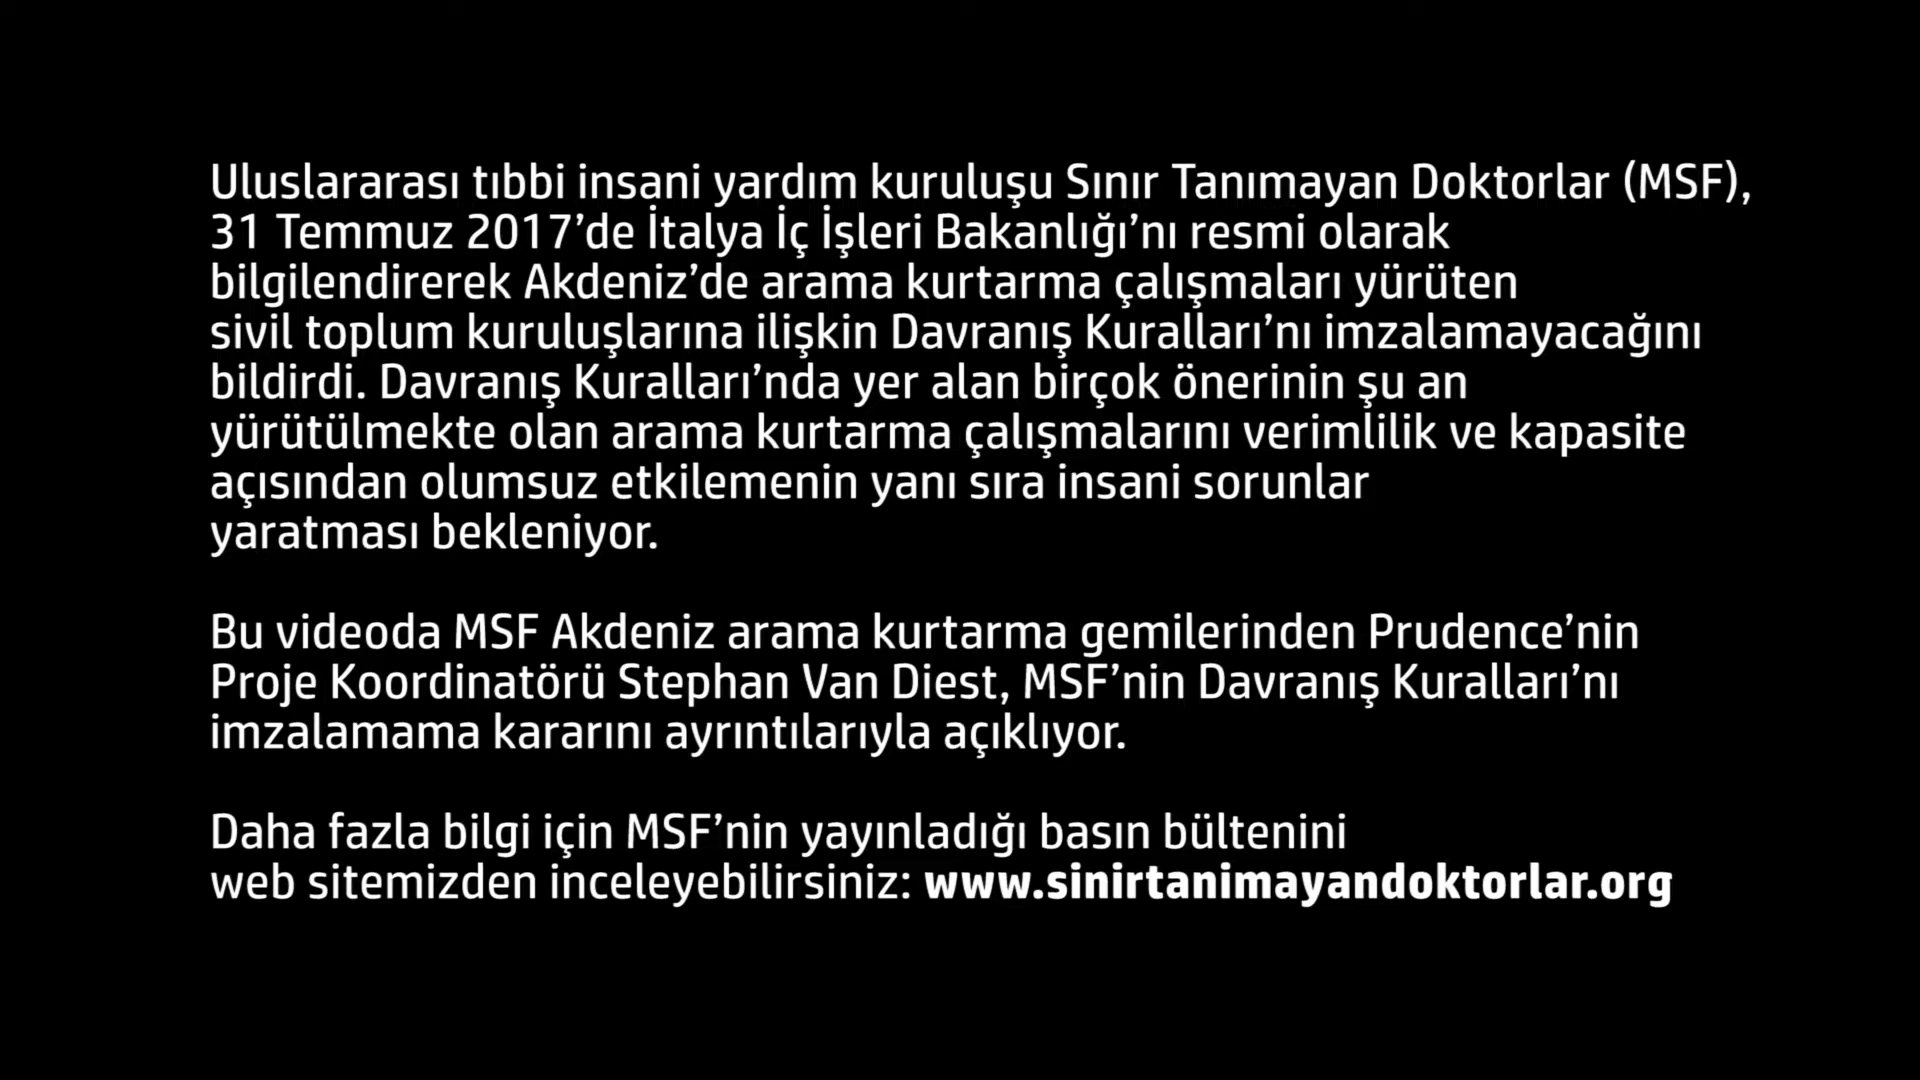 Uluslararası tıbbi insani yardım kuruluşu Sınır Tanımayan Doktorlar (MSF),
31 Temmuz 2017’de İtalya İç İşleri Bakanlığı’nı resmi olarak
bilgilendirerek Akdeniz’de arama kurtarma çalışmaları yürüten
sivil toplum kuruluşlarına ilişkin Davranış Kuralları’nı imzalamayacağını
bildirdi. Davranış Kuralları’nda yer alan birçok önerinin şu an
yürütülmekte olan arama kurtarma çalışmalarını verimlilik ve kapasite
açısından olumsuz etkilemenin yanı sıra insani sorunlar
yaratması bekleniyor.
Bu videoda MSF Akdeniz arama kurtarma gemilerinden Prudence’nin
Proje Koordinatörü Stephan Van Diest, MSF’nin Davranış Kuralları’nı
imzalamama kararını ayrıntılarıyla açıklıyor.
Daha fazla bilgi için MSF’nin yayınladığı basın bültenini
web sitemizden inceleyebilirsiniz: www.sinirtanimayandoktorlar.org